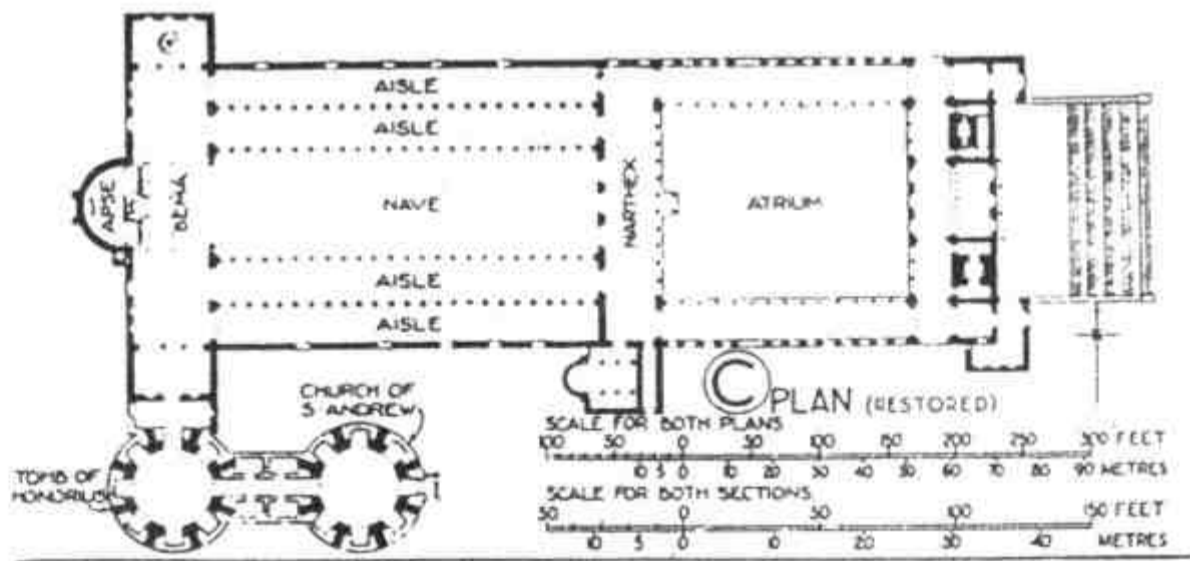 AISLE
AISLE
APSE
BEMA
NAVE
NARTHEX
ATRIUM
AISLE
AISLE
CHURCH OF
S ANDREW
C PLAN (RESTORED)
TOMB OF
HONORIUS
SCALE FOR BOTH PLANS
100 50 0 50 100 150 200 250 300 FEET
10 5 0 10 20 30 40 50 60 70 80 90 METRES
SCALE FOR BOTH SECTIONS
50 0 50 100 150 FEET
10 5 0 10 20 30 40 METRES